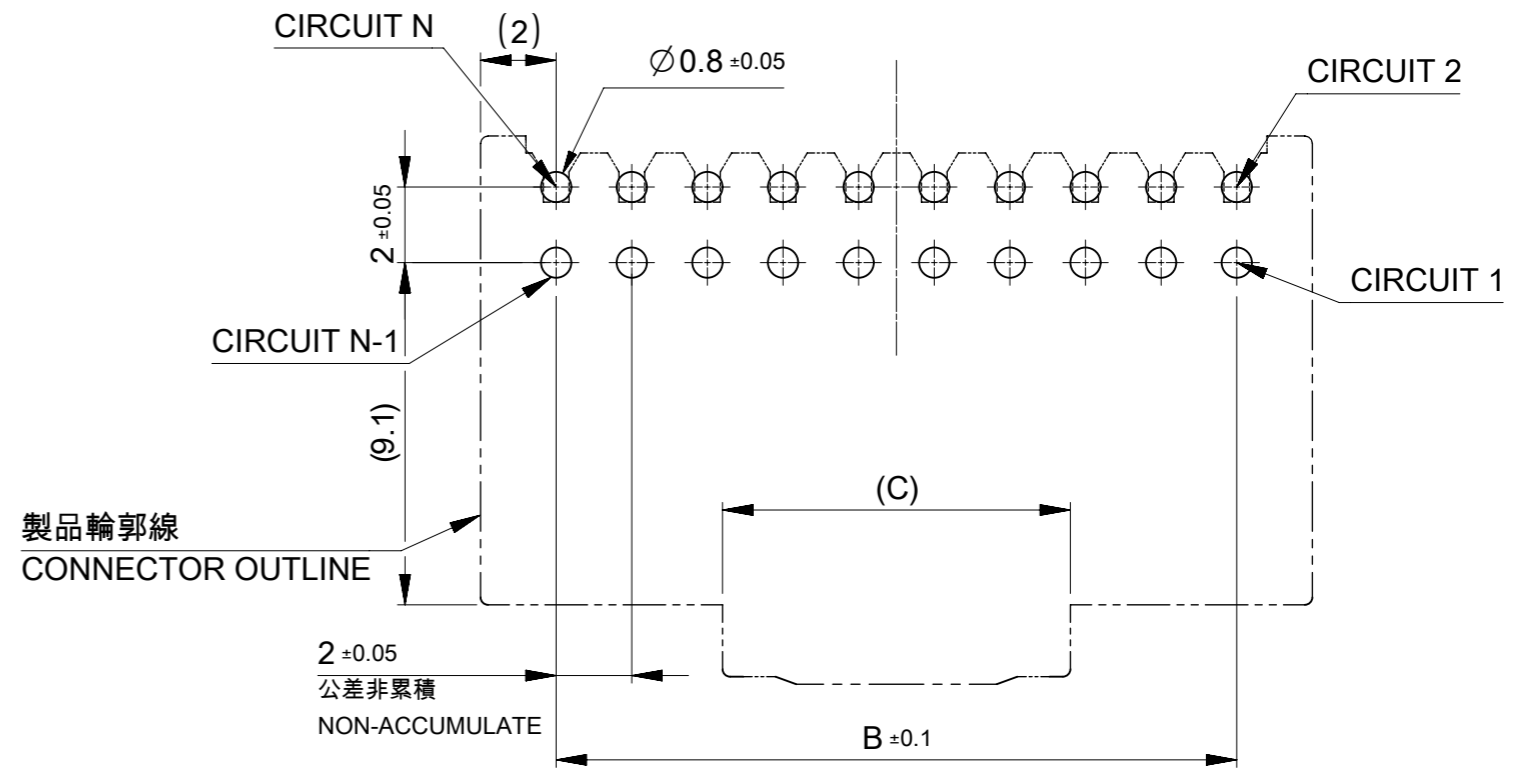 CIRCUIT N
(2)
∅0.8 ±0.05
CIRCUIT 2
2 ±0.05
CIRCUIT 1
CIRCUIT N-1
(9.1)
(C)
製品輪郭線
CONNECTOR OUTLINE
2 ±0.05
公差非累積
NON-ACCUMULATE
B ±0.1